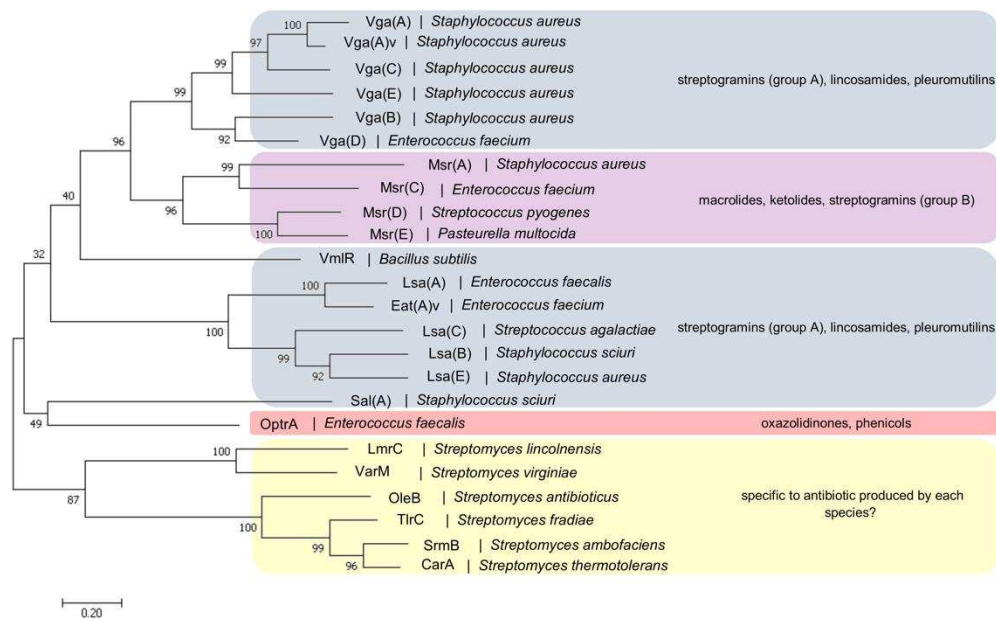 Vga(A) | Staphylococcus aureus
100
Vga(A)v | Staphylococcus aureus
97
Vga(C) | Staphylococcus aureus
99
streptogramins (group A), lincosamides, pleuromutilins
Vga(E) | Staphylococcus aureus
99
Vga(B) | Staphylococcus aureus
92
Vga(D) | Enterococcus faecium
96
Msr(A) | Staphylococcus aureus
99
Msr(C) | Enterococcus faecium
40
macrolides, ketolides, streptogramins (group B)
96
Msr(D) | Streptococcus pyogenes
100
Msr(E) | Pasteurella multocida
32
VmlR | Bacillus subtilis
Lsa(A) | Enterococcus faecalis
100
Eat(A)v | Enterococcus faecium
100
Lsa(C) | Streptococcus agalactiae
streptogramins (group A), lincosamides, pleuromutilins
99
Lsa(B) | Staphylococcus sciuri
92
Lsa(E) | Staphylococcus aureus
Sal(A) | Staphylococcus sciuri
49
OptrA | Enterococcus faecalis
oxazolidinones, phenicols
LmrC | Streptomyces lincolnensis
100
VarM | Streptomyces virginiae
87
OleB | Streptomyces antibioticus
specific to antibiotic produced by each
species?
100
TlrC | Streptomyces fradiae
99
SrmB | Streptomyces ambofaciens
96
CarA | Streptomyces thermotolerans
0.20